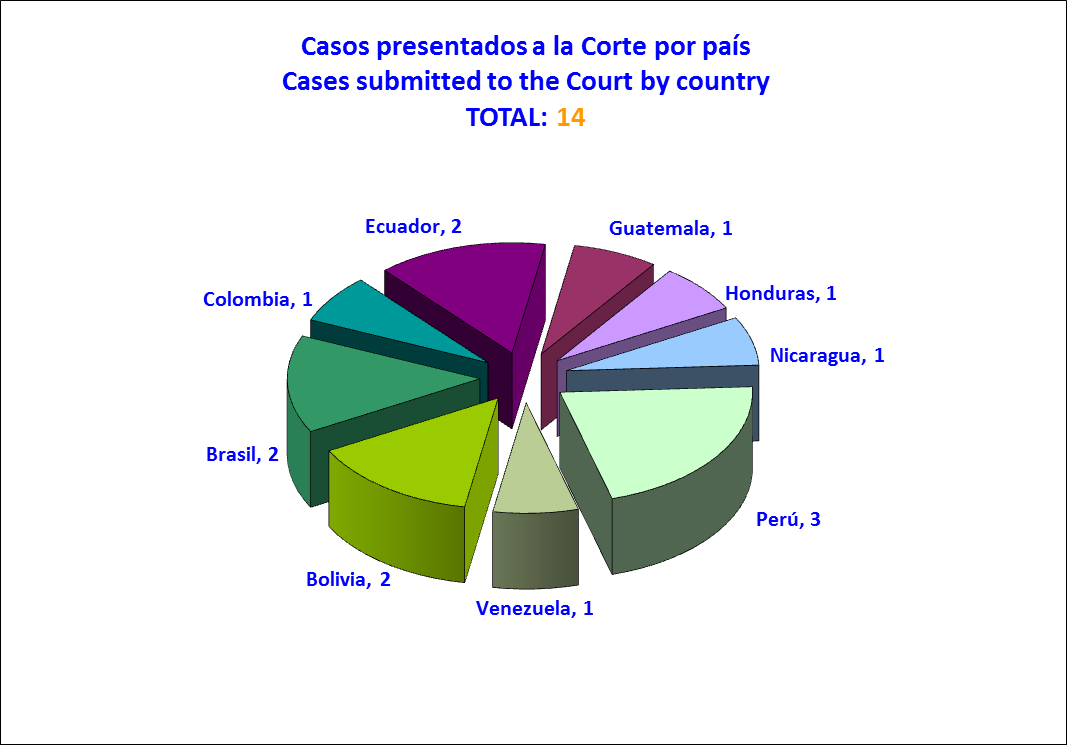 Casos presentados a la Corte por país
Cases submitted to the Court by country
TOTAL: 14
Ecuador, 2
Guatemala, 1
Colombia, 1
Honduras, 1
Nicaragua, 1
Brasil, 2
Perú, 3
Bolivia, 2
Venezuela, 1